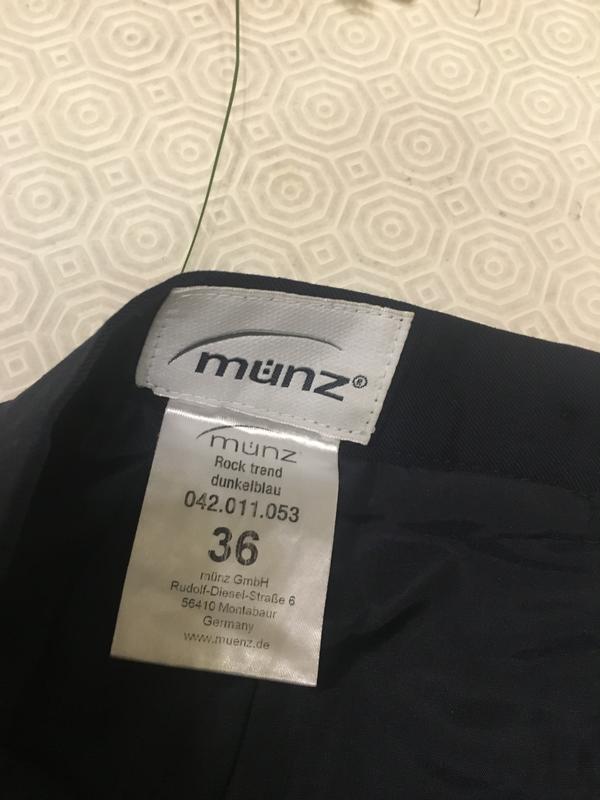 münz®
münz
Rock trend
dunkelblau
042.011.053
36
münz GmbH
Rudolf-Diesel-Straße 6
56410 Montabaur
Germany
www.muenz.de